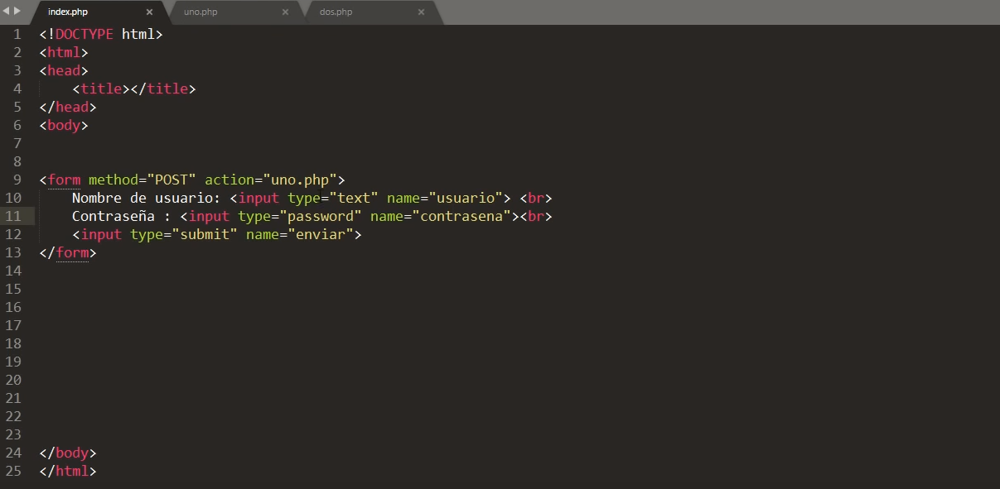 index.php × uno.php × dos.php ×
1 <!DOCTYPE html>
2 <html>
3 <head>
4     <title></title>
5 </head>
6 <body>
7
8
9 <form method="POST" action="uno.php">
10     Nombre de usuario: <input type="text" name="usuario"> <br>
11     Contraseña : <input type="password" name="contrasena"><br>
12     <input type="submit" name="enviar">
13 </form>
14
15
16
17
18
19
20
21
22
23
24 </body>
25 </html>